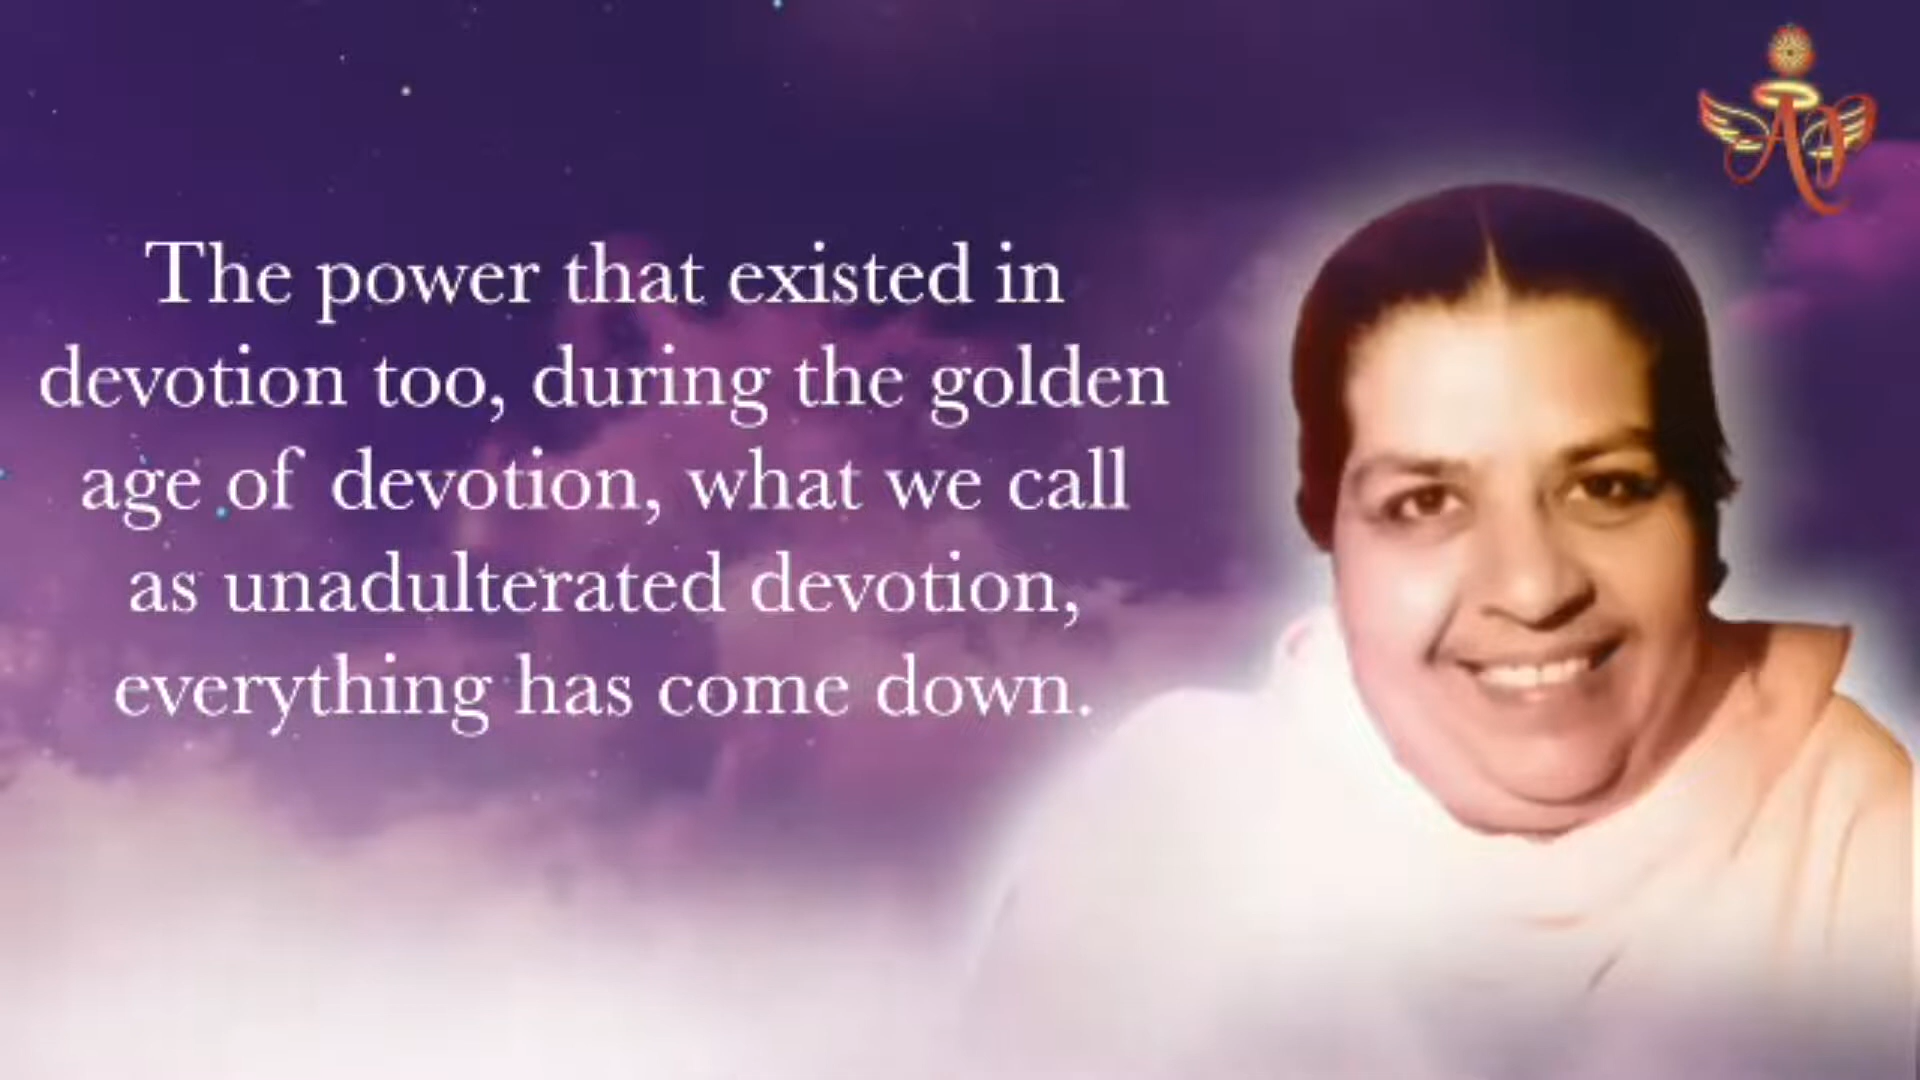 The power that existed in
devotion too, during the golden
age of devotion, what we call
as unadulterated devotion,
everything has come down.